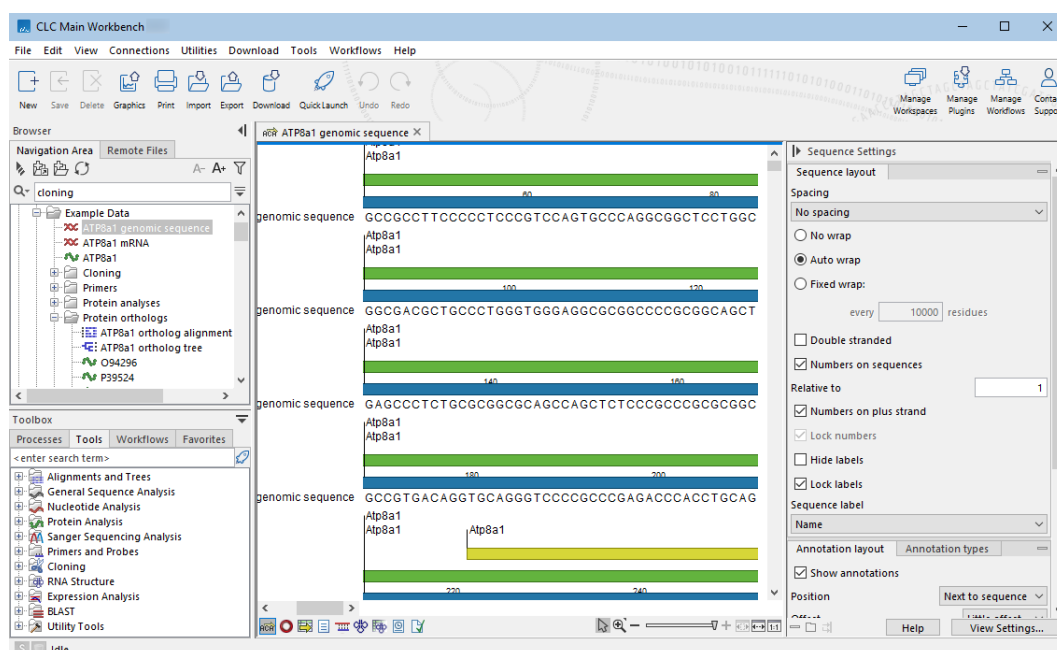 CLC Main Workbench
File Edit View Connections Utilities Download Tools Workflows Help
New Save Delete Graphics Print Import Export Download QuickLaunch Undo Redo
Manage Workspaces Manage Plugins Manage Workflows
Browser
Navigation Area Remote Files
A- A+
cloning
Example Data
ATP8a1 genomic sequence
ATP8a1 mRNA
ATP8a1
Cloning
Primers
Protein analyses
Protein orthologs
ATP8a1 ortholog alignment
ATP8a1 ortholog tree
O94296
P39524
Toolbox
Processes Tools Workflows Favorites
<enter search term>
Alignments and Trees
General Sequence Analysis
Nucleotide Analysis
Protein Analysis
Sanger Sequencing Analysis
Primers and Probes
Cloning
RNA Structure
Expression Analysis
BLAST
Utility Tools
Idle
ATP8a1 genomic sequence
Atp8a1
60 80
genomic sequence GCCGCCTTCCCCCTCCCGTCCAGTGCCCAGGCGGCTCCTGGC
Atp8a1
Atp8a1
100 120
genomic sequence GGCGACGCTGCCCTGGGTGGGAGGCGCGGCCCCGCGGCAGCT
Atp8a1
Atp8a1
140 160
genomic sequence GAGCCCTCTGCGCGGCGCAGCCAGCTCTCCCGCCCGCGCGGC
Atp8a1
Atp8a1
180 200
genomic sequence GCCGTGACAGGTGCAGGGTCCCCGCCCGAGACCCACCTGCAG
Atp8a1
Atp8a1 Atp8a1
220 240
Sequence Settings
Sequence layout
Spacing
No spacing
No wrap
Auto wrap
Fixed wrap:
every 10000 residues
Double stranded
Numbers on sequences
Relative to 1
Numbers on plus strand
Lock numbers
Hide labels
Lock labels
Sequence label
Name
Annotation layout Annotation types
Show annotations
Position Next to sequence
Help View Settings...